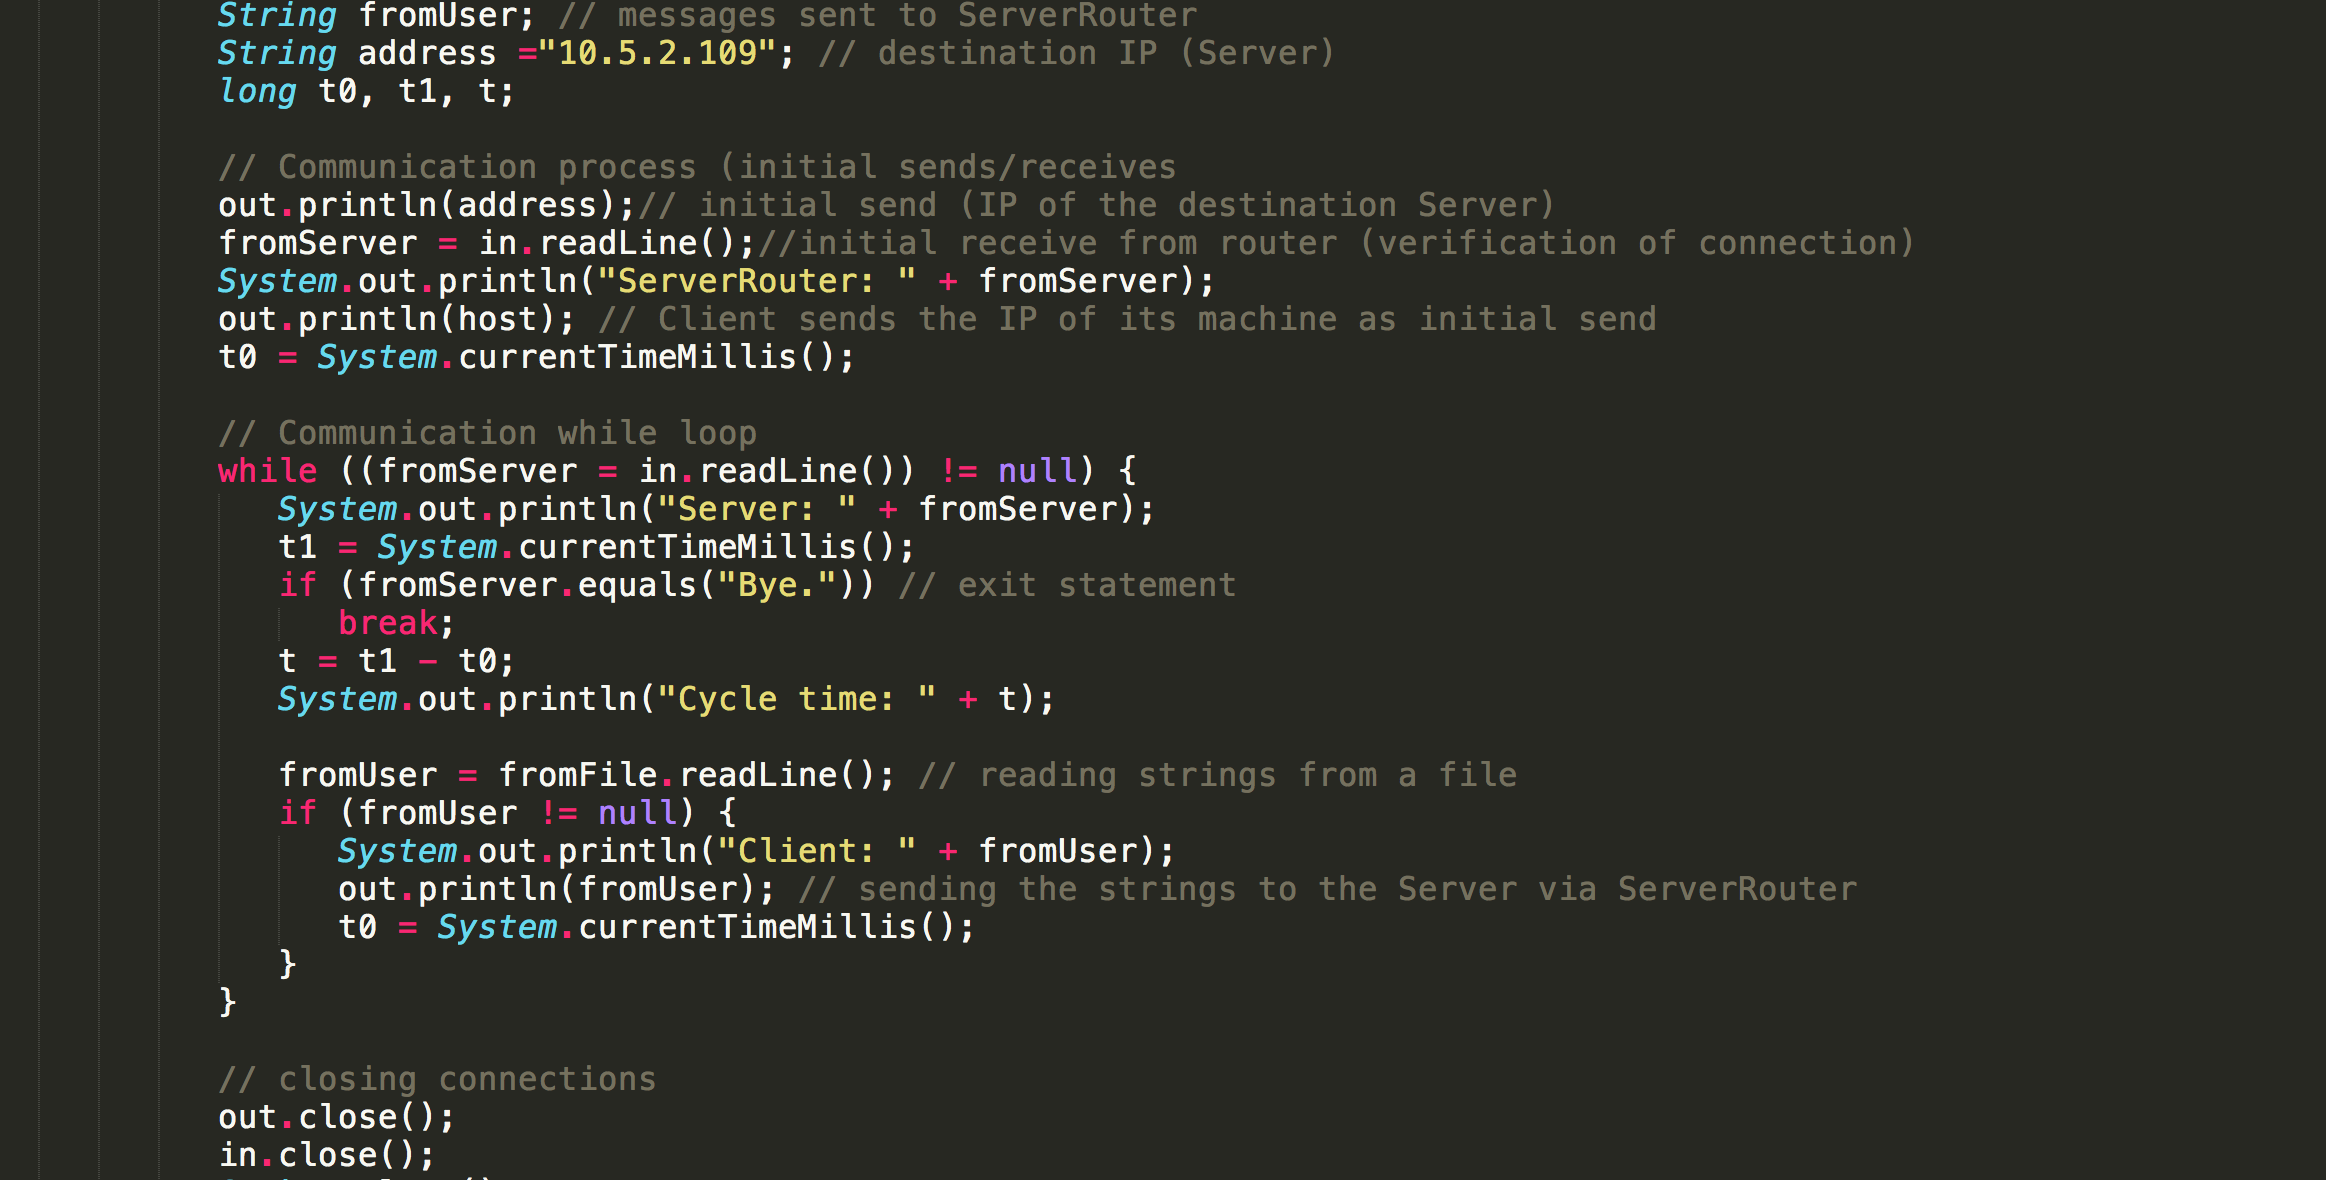 String fromUser; // messages sent to ServerRouter
String address ="10.5.2.109"; // destination IP (Server)
long t0, t1, t;
// Communication process (initial sends/receives
out.println(address);// initial send (IP of the destination Server)
fromServer = in.readLine();//initial receive from router (verification of connection)
System.out.println("ServerRouter: " + fromServer);
out.println(host); // Client sends the IP of its machine as initial send
t0 = System.currentTimeMillis();
// Communication while loop
while ((fromServer = in.readLine()) != null) {
System.out.println("Server: " + fromServer);
t1 = System.currentTimeMillis();
if (fromServer.equals("Bye.")) // exit statement
break;
t = t1 - t0;
System.out.println("Cycle time: " + t);
fromUser = fromFile.readLine(); // reading strings from a file
if (fromUser != null) {
System.out.println("Client: " + fromUser);
out.println(fromUser); // sending the strings to the Server via ServerRouter
t0 = System.currentTimeMillis();
}
}
// closing connections
out.close();
in.close();